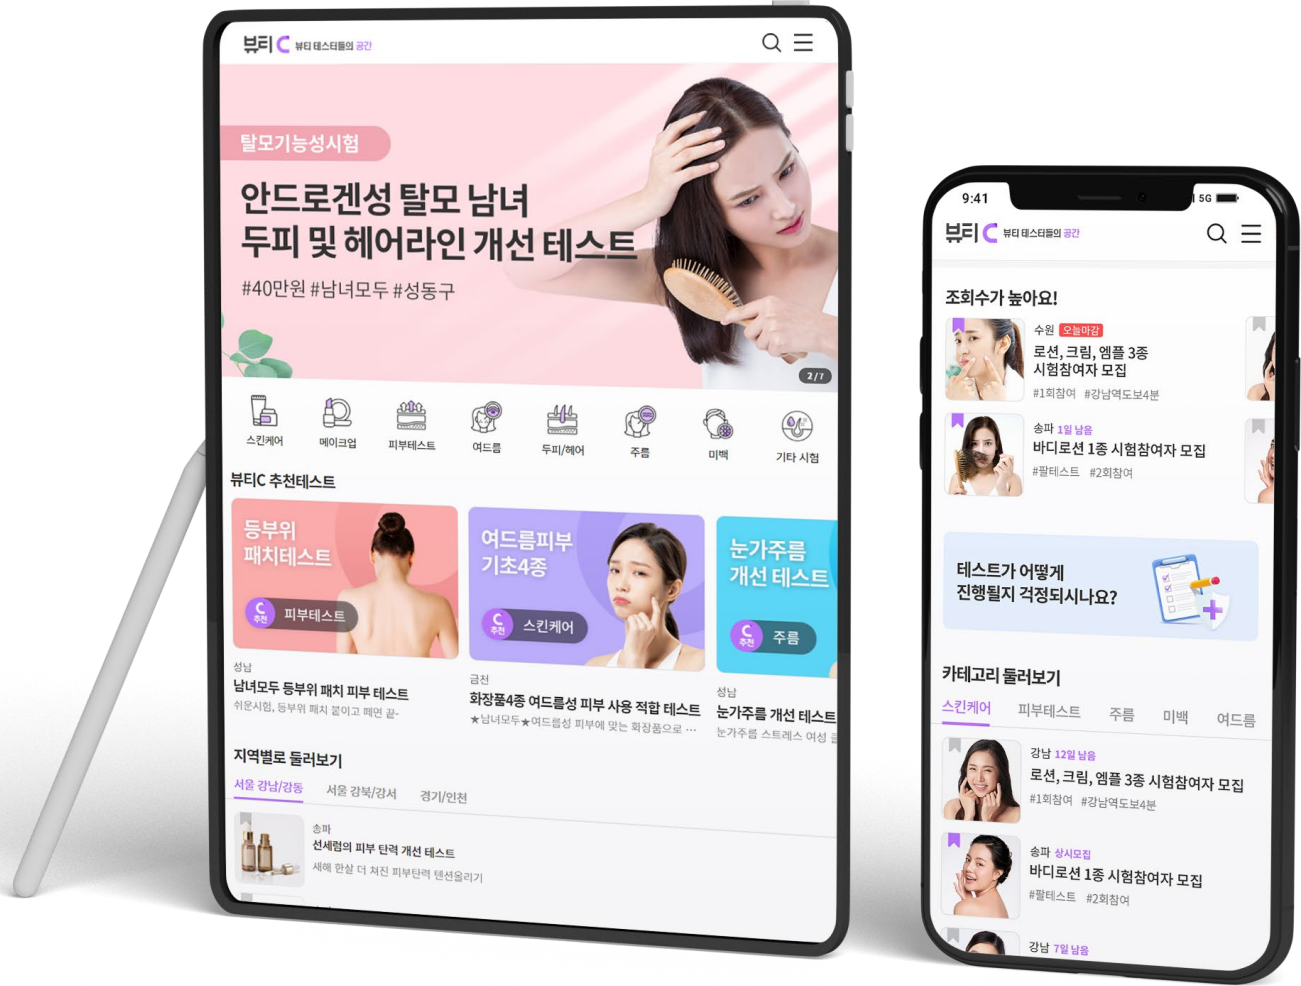 뷰티C 뷰티 테스터들의 공간
탈모기능성시험
안드로겐성 탈모 남녀
두피 및 헤어라인 개선 테스트
#40만원 #남녀모두 #성동구
2/7
스킨케어
메이크업
피부테스트
여드름
두피/헤어
주름
미백
기타 시험
뷰티C 추천테스트
등부위
패치테스트
C
추천
피부테스트
성남
남녀모두 등부위 패치 피부 테스트
쉬운시험, 등부위 패치 붙이고 떼면 끝~
여드름피부
기초4종
C
추천
스킨케어
금천
화장품4종 여드름성 피부 사용 적합 테스트
★남녀모두★여드름성 피부에 맞는 화장품으로 ···
눈가주름
개선 테스트
C
추천
주름
성남
눈가주름 개선 테스트
눈가주름 스트레스 여성
지역별로 둘러보기
서울 강남/강동 서울 강북/강서 경기/인천
송파
선세럼의 피부 탄력 개선 테스트
새해 한살 더 쳐진 피부탄력 텐션올리기
9:41
5G
뷰티C 뷰티 테스터들의 공간
조회수가 높아요!
수원 오늘마감
로션, 크림, 엠플 3종
시험참여자 모집
#1회참여 #강남역도보4분
송파 1일 남음
바디로션 1종 시험참여자 모집
#팔테스트 #2회참여
테스트가 어떻게
진행될지 걱정되시나요?
카테고리 둘러보기
스킨케어 피부테스트 주름 미백 여드름
강남 12일 남음
로션, 크림, 엠플 3종 시험참여자 모집
#1회참여 #강남역도보4분
송파 상시모집
바디로션 1종 시험참여자 모집
#팔테스트 #2회참여
강남 7일 남음